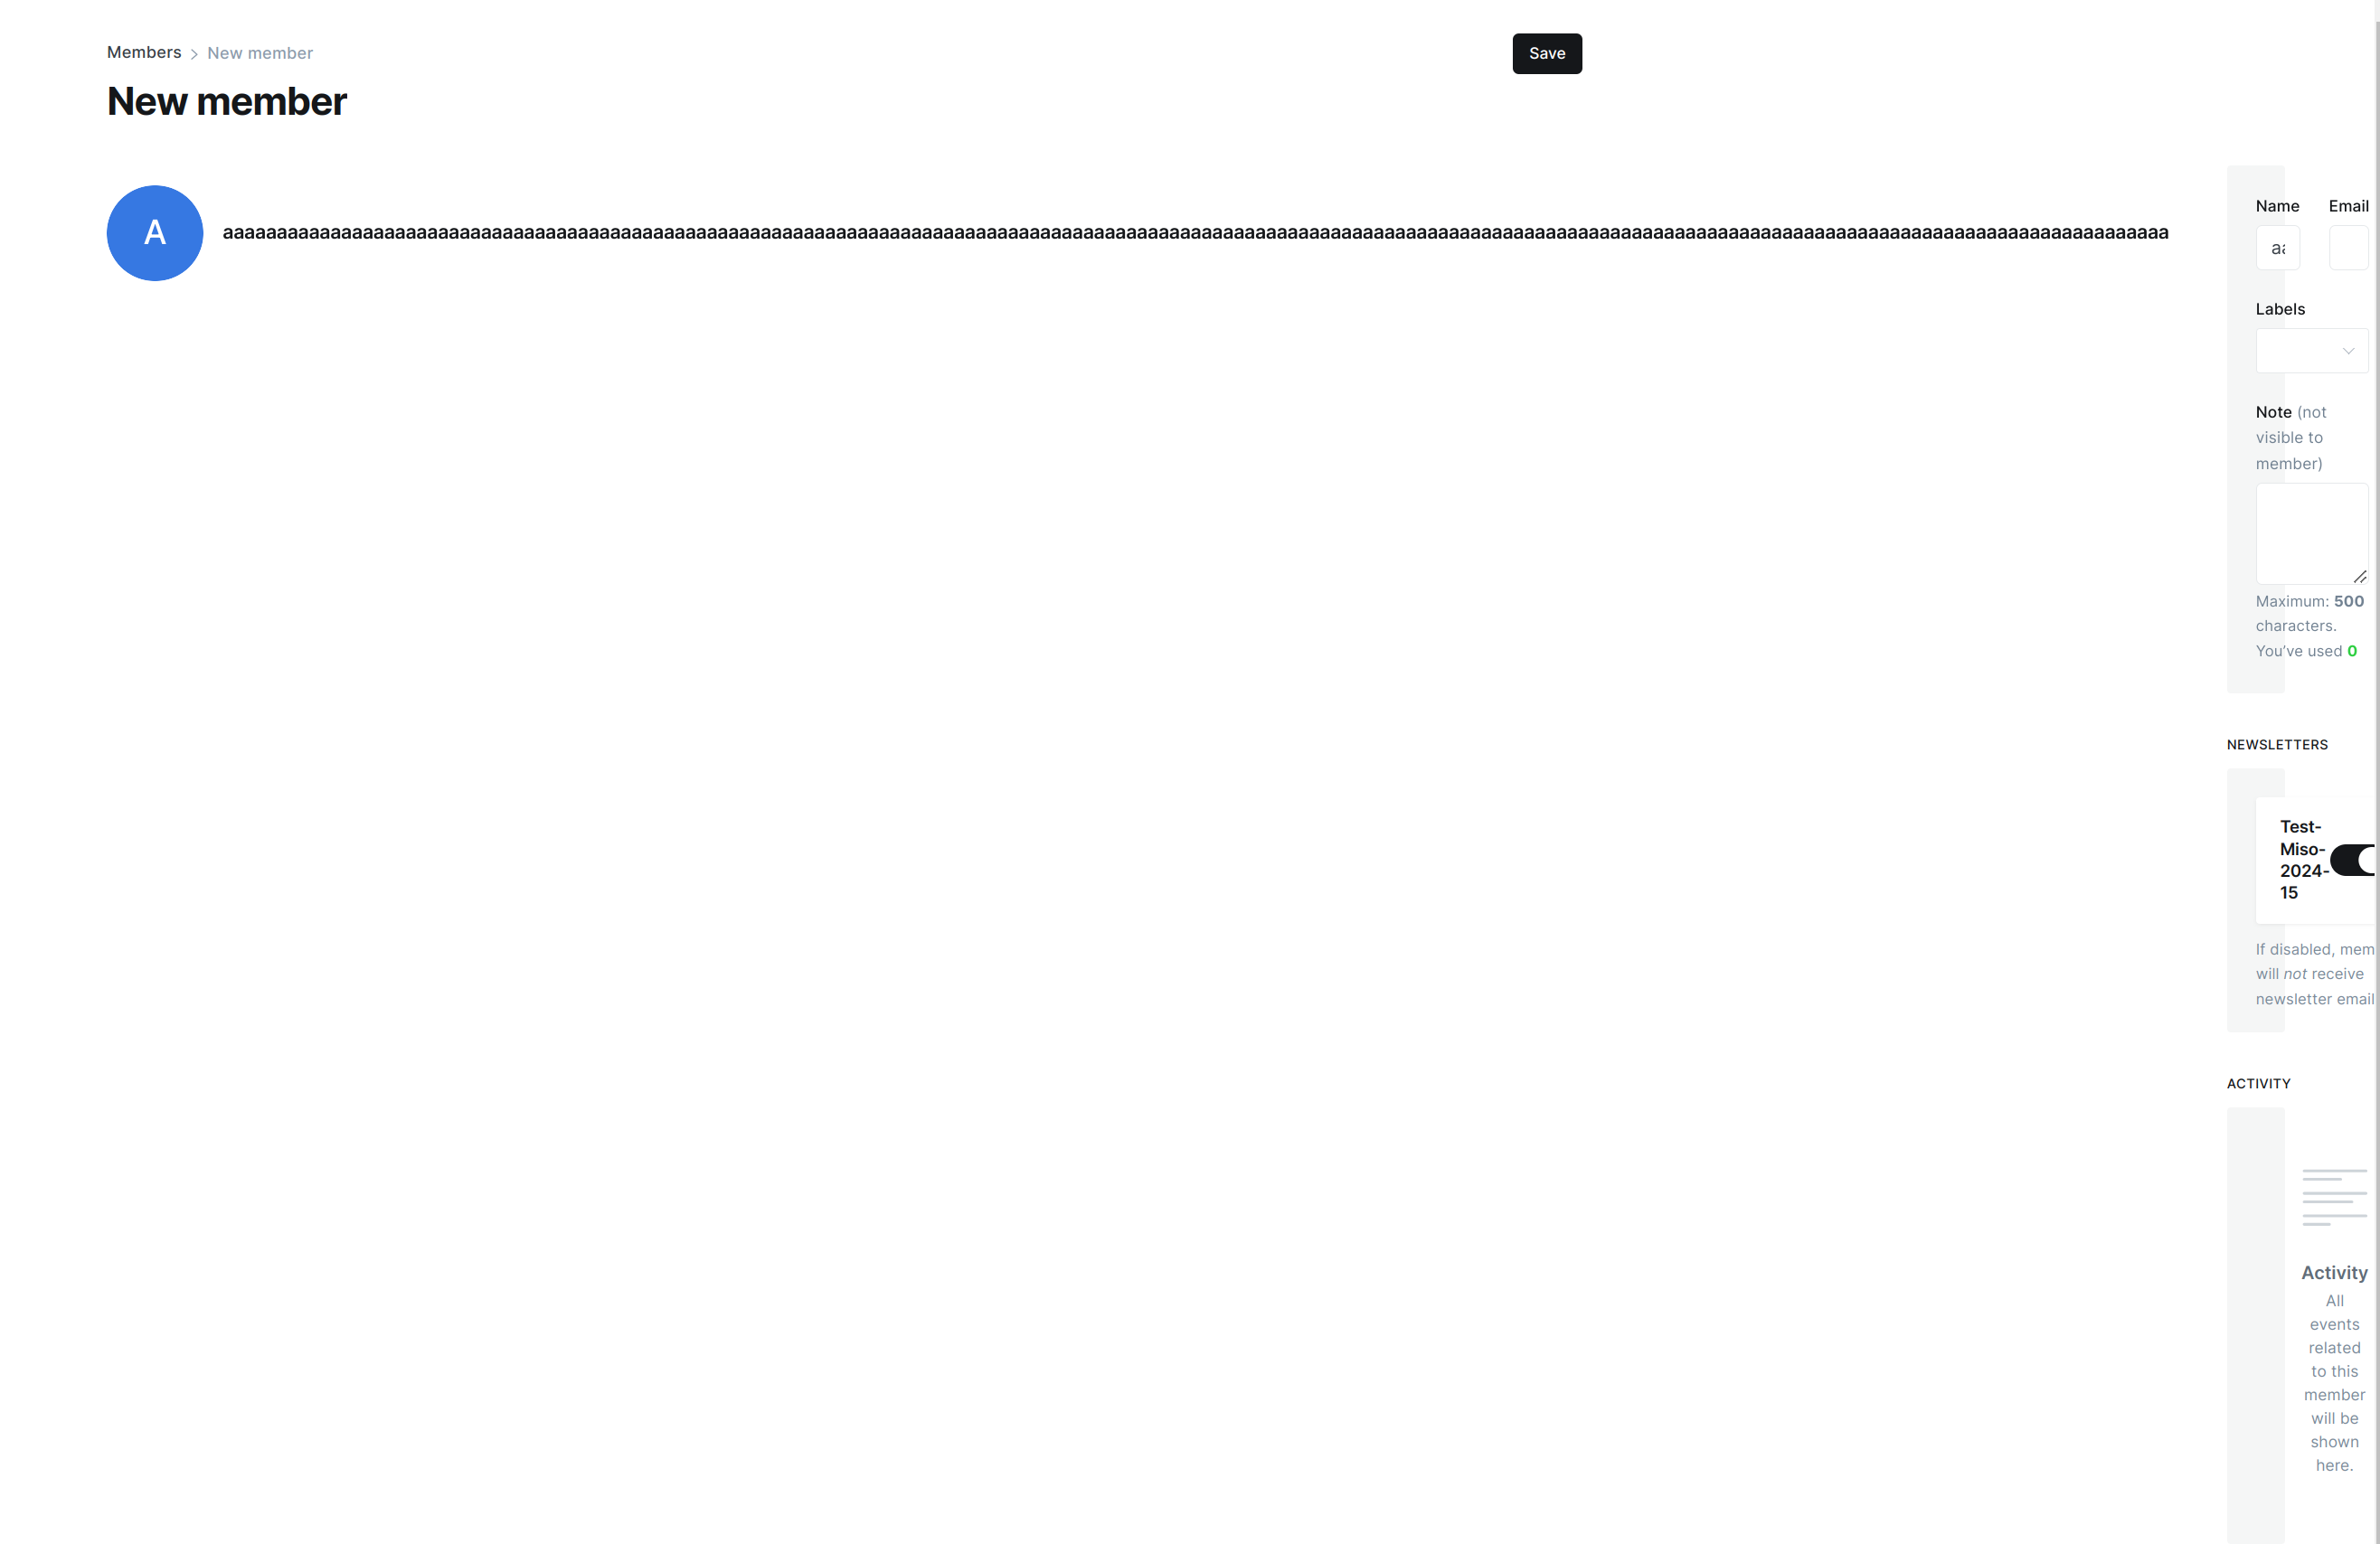 Members > New member
Save
New member
A
aaaaaaaaaaaaaaaaaaaaaaaaaaaaaaaaaaaaaaaaaaaaaaaaaaaaaaaaaaaaaaaaaaaaaaaaaaaaaaaaaaaaaaaaaaaaaaaaaaaaaaaaaaaaaaaaaaaaaaaaaaaaaaaaaaaaaaaaaaaaaaaaaaaaaaaaaaaaaaaaaaaaaaaaaaaaaaaaaaaaa
Name Email
aa
Labels
Note (not
visible to
member)
Maximum: 500
characters.
You've used 0
NEWSLETTERS
Test-
Miso-
2024-
15
If disabled, mem
will not receive
newsletter email
ACTIVITY
Activity
All
events
related
to this
member
will be
shown
here.